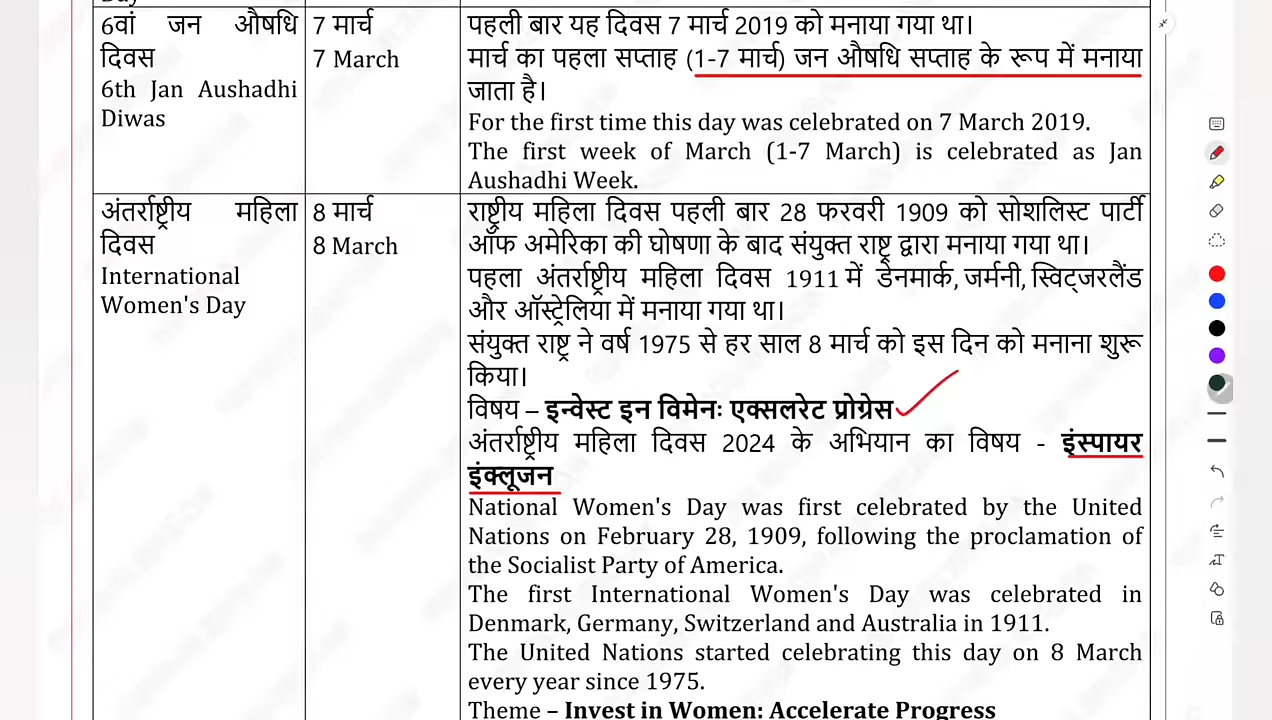 6वां जन औषधि
दिवस
6th Jan Aushadhi
Diwas
7 मार्च
7 March
पहली बार यह दिवस 7 मार्च 2019 को मनाया गया था।
मार्च का पहला सप्ताह (1-7 मार्च) जन औषधि सप्ताह के रूप में मनाया
जाता है।
For the first time this day was celebrated on 7 March 2019.
The first week of March (1-7 March) is celebrated as Jan
Aushadhi Week.
अंतर्राष्ट्रीय महिला
दिवस
International
Women's Day
8 मार्च
8 March
राष्ट्रीय महिला दिवस पहली बार 28 फरवरी 1909 को सोशलिस्ट पार्टी
ऑफ अमेरिका की घोषणा के बाद संयुक्त राष्ट्र द्वारा मनाया गया था।
पहला अंतर्राष्ट्रीय महिला दिवस 1911 में डेनमार्क, जर्मनी, स्विट्जरलैंड
और ऑस्ट्रेलिया में मनाया गया था।
संयुक्त राष्ट्र ने वर्ष 1975 से हर साल 8 मार्च को इस दिन को मनाना शुरू
किया।
विषय – इन्वेस्ट इन विमेनः एक्सलरेट प्रोग्रेस
अंतर्राष्ट्रीय महिला दिवस 2024 के अभियान का विषय - इंस्पायर
इंक्लूजन
National Women's Day was first celebrated by the United
Nations on February 28, 1909, following the proclamation of
the Socialist Party of America.
The first International Women's Day was celebrated in
Denmark, Germany, Switzerland and Australia in 1911.
The United Nations started celebrating this day on 8 March
every year since 1975.
Theme – Invest in Women: Accelerate Progress